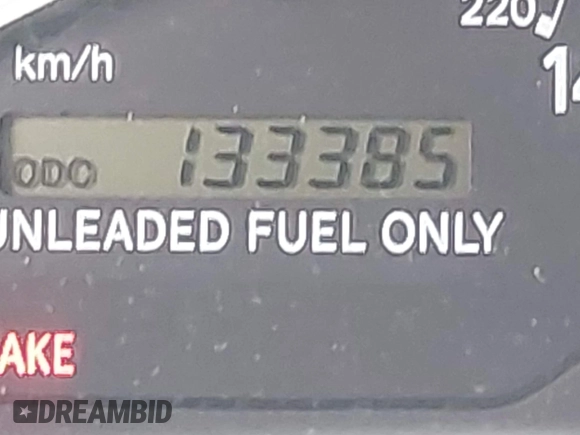 220
km/h
14
133385
ODO
UNLEADED FUEL ONLY
AKE
DREAMBID